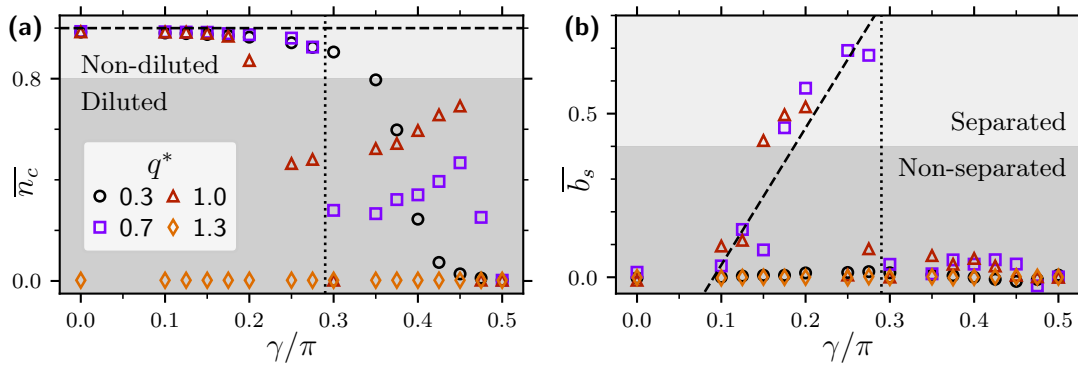 (a)
Non-diluted
Diluted
q*
0.3 1.0
0.7 1.3
0.8
0.0
n_c
0.0 0.1 0.2 0.3 0.4 0.5
γ/π
(b)
Separated
Non-separated
0.5
0.0
b_s
0.0 0.1 0.2 0.3 0.4 0.5
γ/π